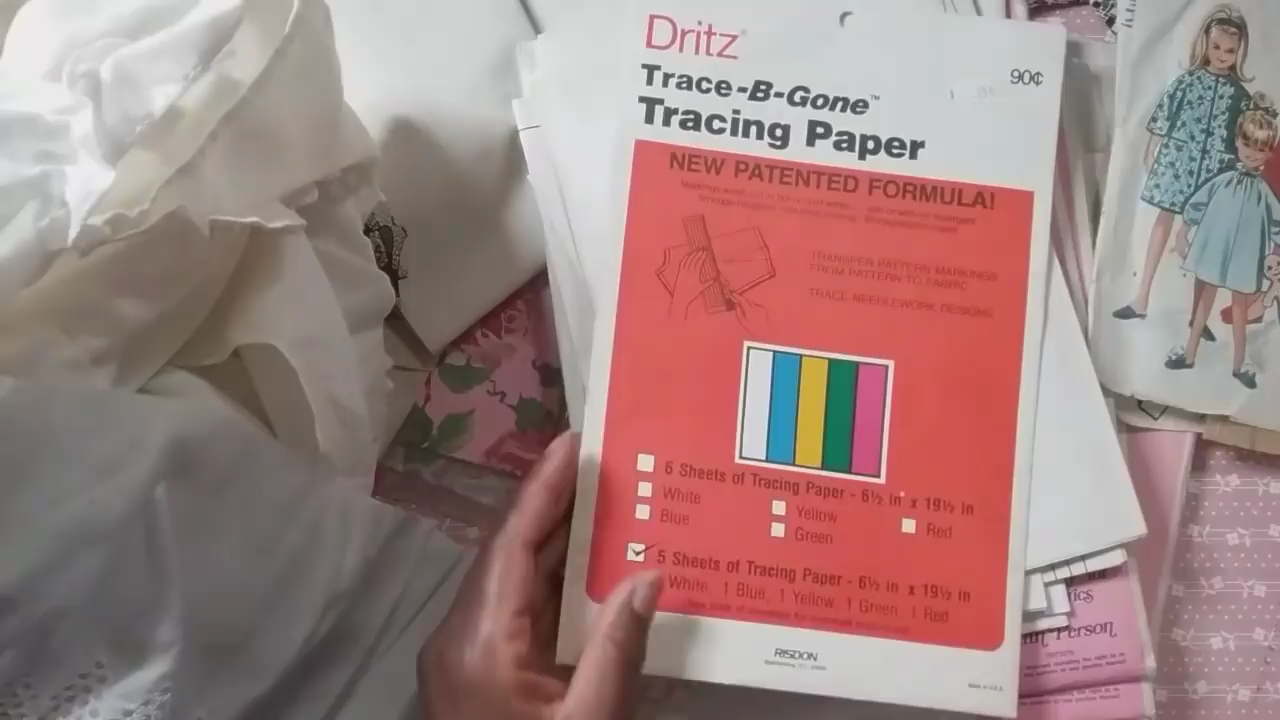 Dritz®
90¢
Trace-B-Gone™
Tracing Paper
NEW PATENTED FORMULA!
TRANSFER PATTERN MARKINGS
FROM PATTERN TO FABRIC
TRACE NEEDLEWORK DESIGNS
6 Sheets of Tracing Paper - 6½ in x 19½ in
White
Yellow
Red
Blue
Green
5 Sheets of Tracing Paper - 6½ in x 19½ in
White, 1 Blue, 1 Yellow 1 Green 1 Red
RISDON
Person